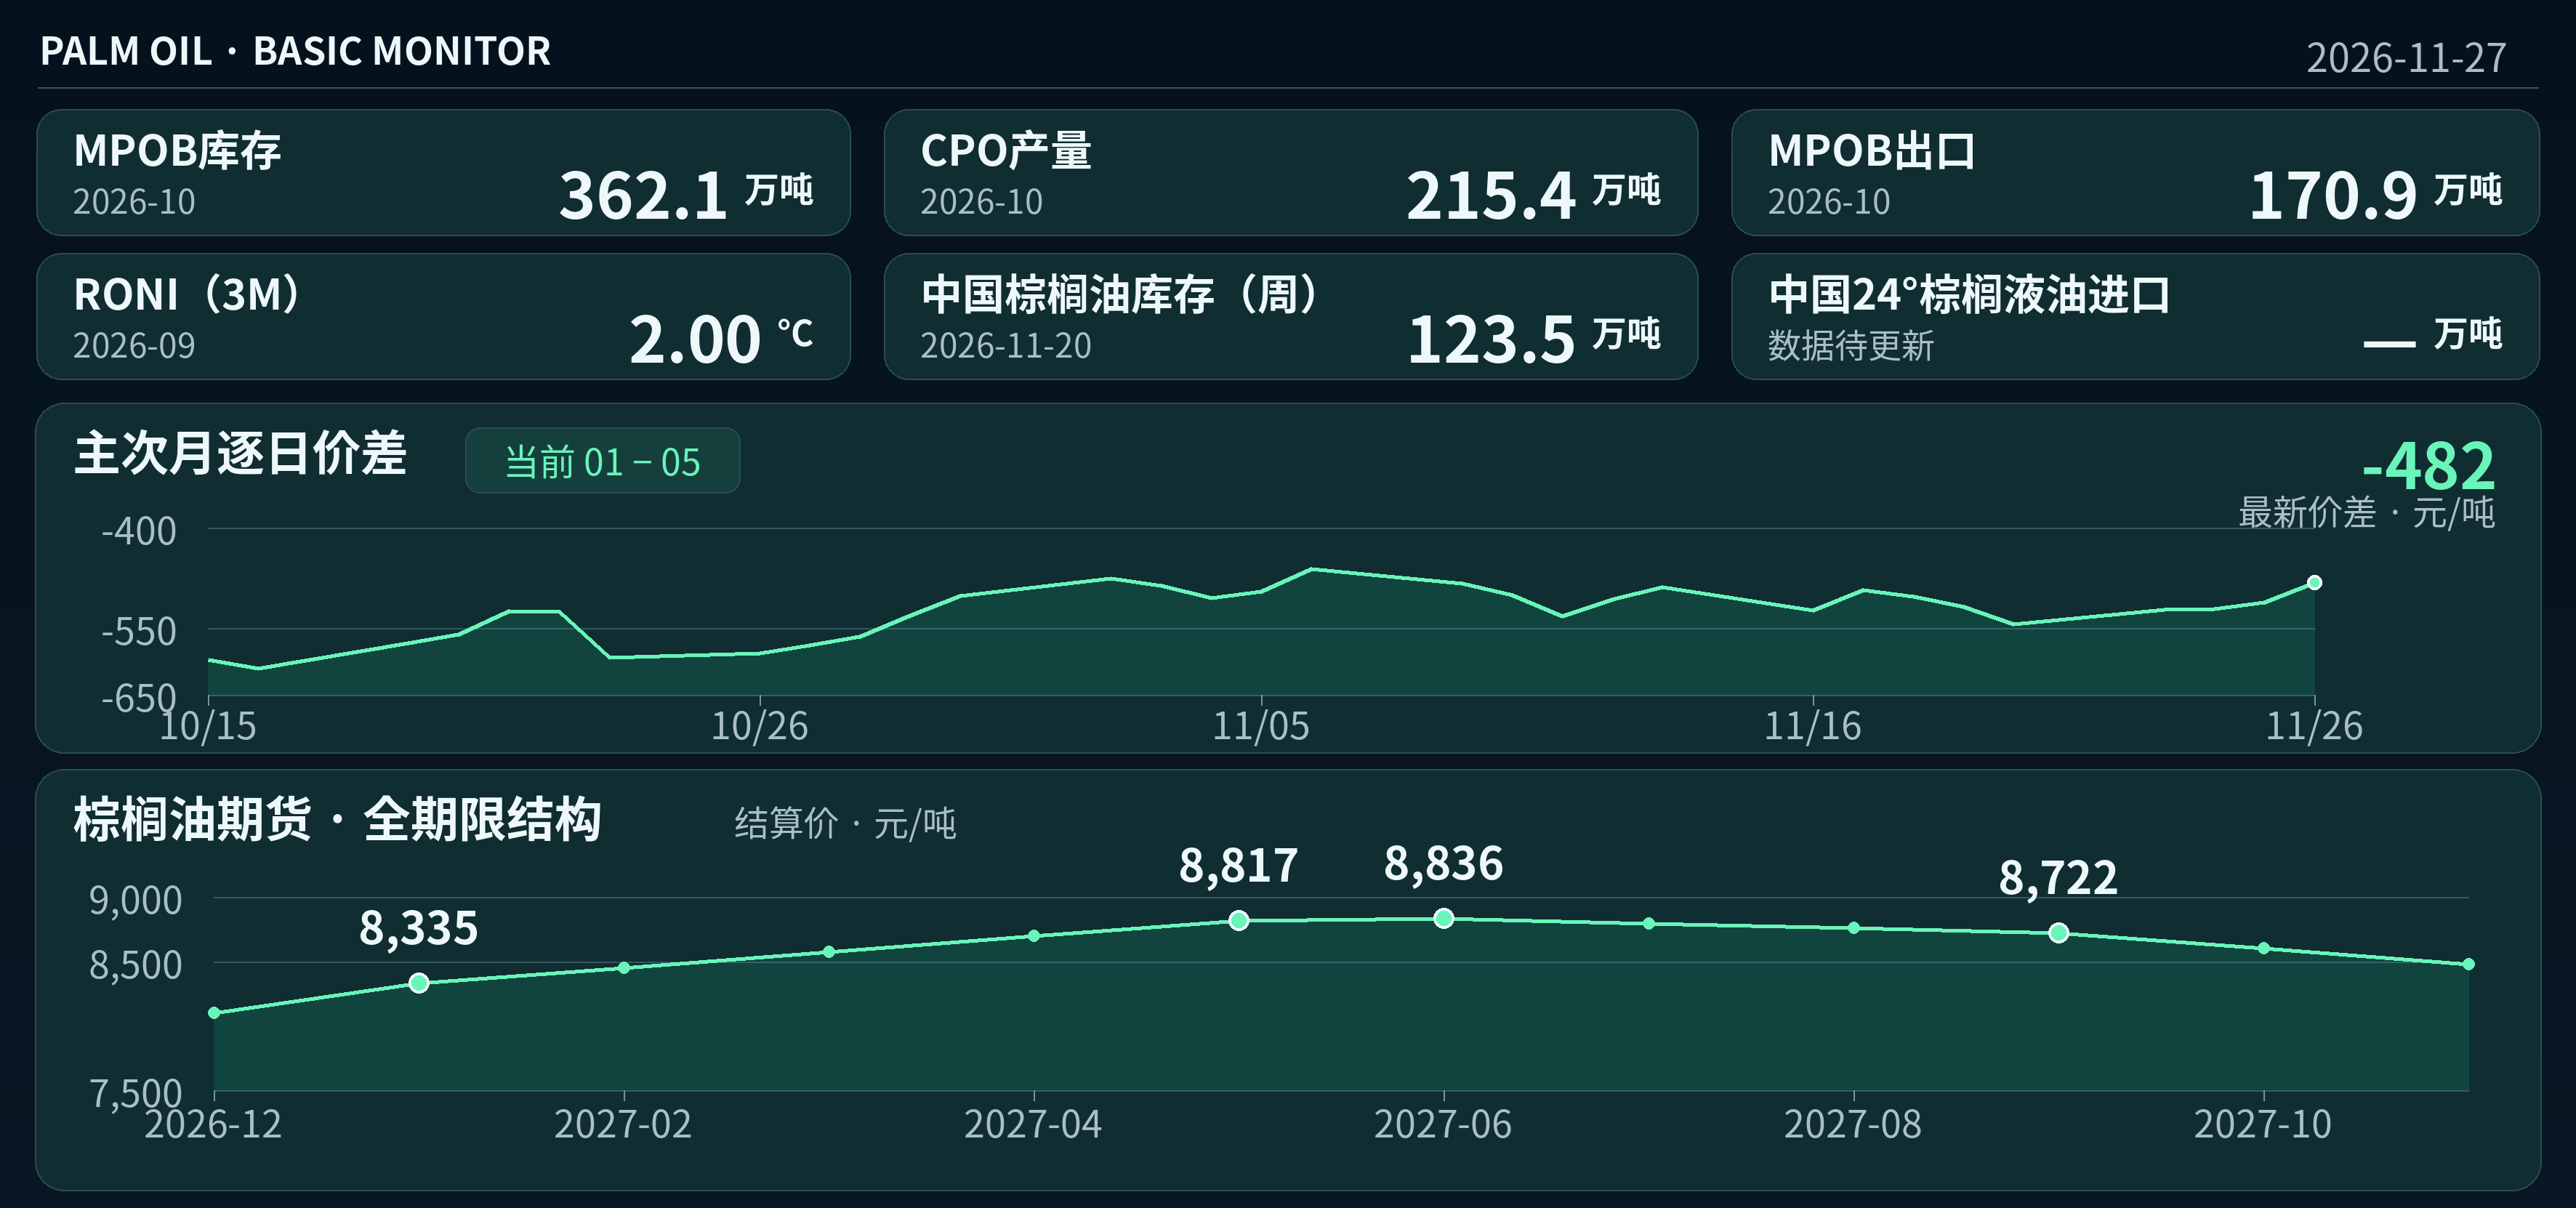 PALM OIL · BASIC MONITOR
2026-11-27
MPOB库存
2026-10
362.1 万吨
CPO产量
2026-10
215.4 万吨
MPOB出口
2026-10
170.9 万吨
RONI（3M）
2026-09
2.00 °C
中国棕榈油库存（周）
2026-11-20
123.5 万吨
中国24°棕榈液油进口
数据待更新
— 万吨
主次月逐日价差
当前 01 – 05
-482
最新价差 · 元/吨
-400
-550
-650
10/15
10/26
11/05
11/16
11/26
棕榈油期货 · 全期限结构
结算价 · 元/吨
8,335
8,817
8,836
8,722
9,000
8,500
7,500
2026-12
2027-02
2027-04
2027-06
2027-08
2027-10